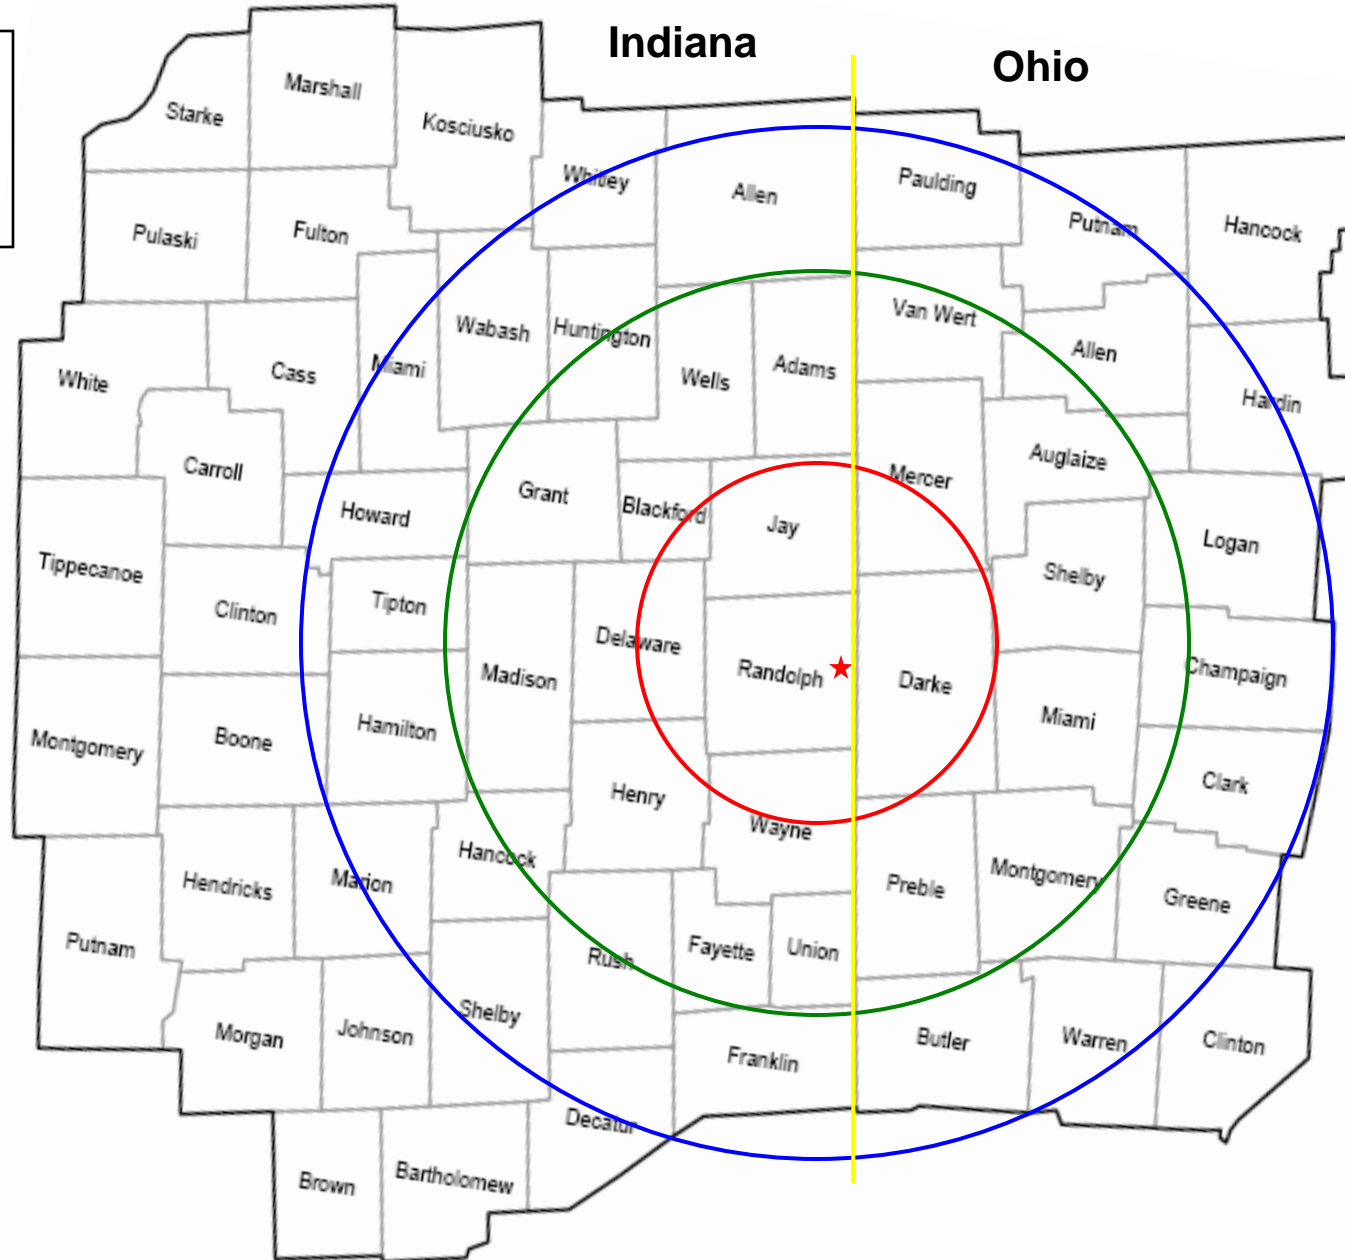 Indiana
Ohio
Marshall
Starke
Kosciusko
Whitley
Allen
Paulding
Putnam
Hancock
Pulaski
Fulton
Wabash
Huntington
Van Wert
Allen
White
Cass
Miami
Wells
Adams
Hardin
Carroll
Grant
Blackford
Jay
Mercer
Auglaize
Howard
Logan
Tippecanoe
Clinton
Tipton
Delaware
Shelby
Madison
Randolph
Darke
Champaign
Montgomery
Boone
Hamilton
Miami
Henry
Wayne
Clark
Hancock
Hendricks
Marion
Preble
Montgomery
Greene
Putnam
Rush
Fayette
Union
Morgan
Johnson
Shelby
Franklin
Butler
Warren
Clinton
Decatur
Brown
Bartholomew